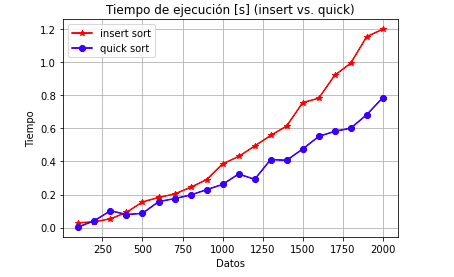 Tiempo de ejecución [s] (insert vs. quick)
insert sort
quick sort
Tiempo
1.2
1.0
0.8
0.6
0.4
0.2
0.0
250 500 750 1000 1250 1500 1750 2000
Datos